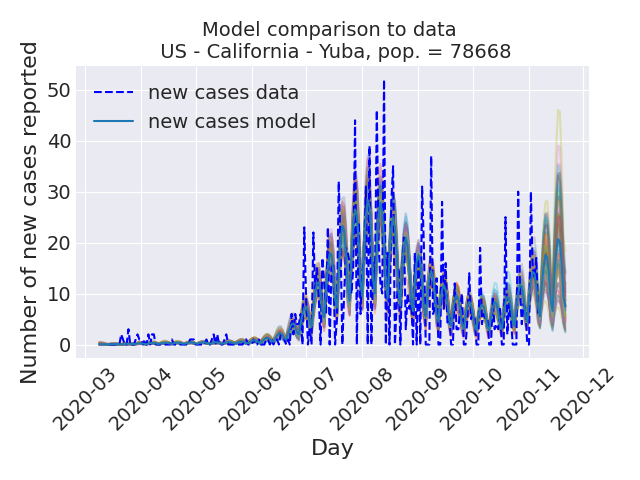 Model comparison to data
US - California - Yuba, pop. = 78668
Number of new cases reported
50
40
30
20
10
0
new cases data
new cases model
2020-03
2020-04
2020-05
2020-06
2020-07
2020-08
2020-09
2020-10
2020-11
2020-12
Day